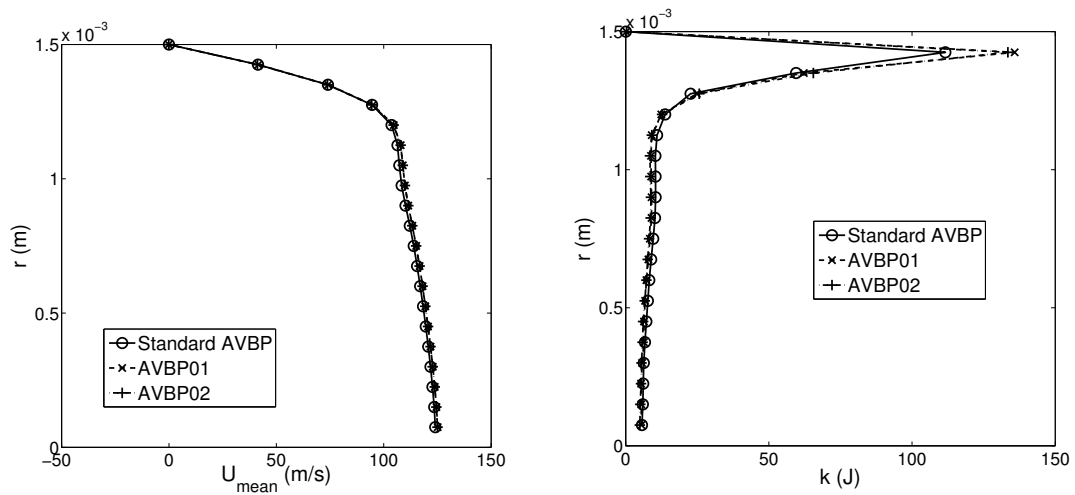 x 10⁻³
1.5
1
0.5
0
−50
0
50
100
150
U_mean (m/s)
r (m)
Standard AVBP
AVBP01
AVBP02
x 10⁻³
1.5
1
0.5
0
0
50
100
150
k (J)
r (m)
Standard AVBP
AVBP01
AVBP02